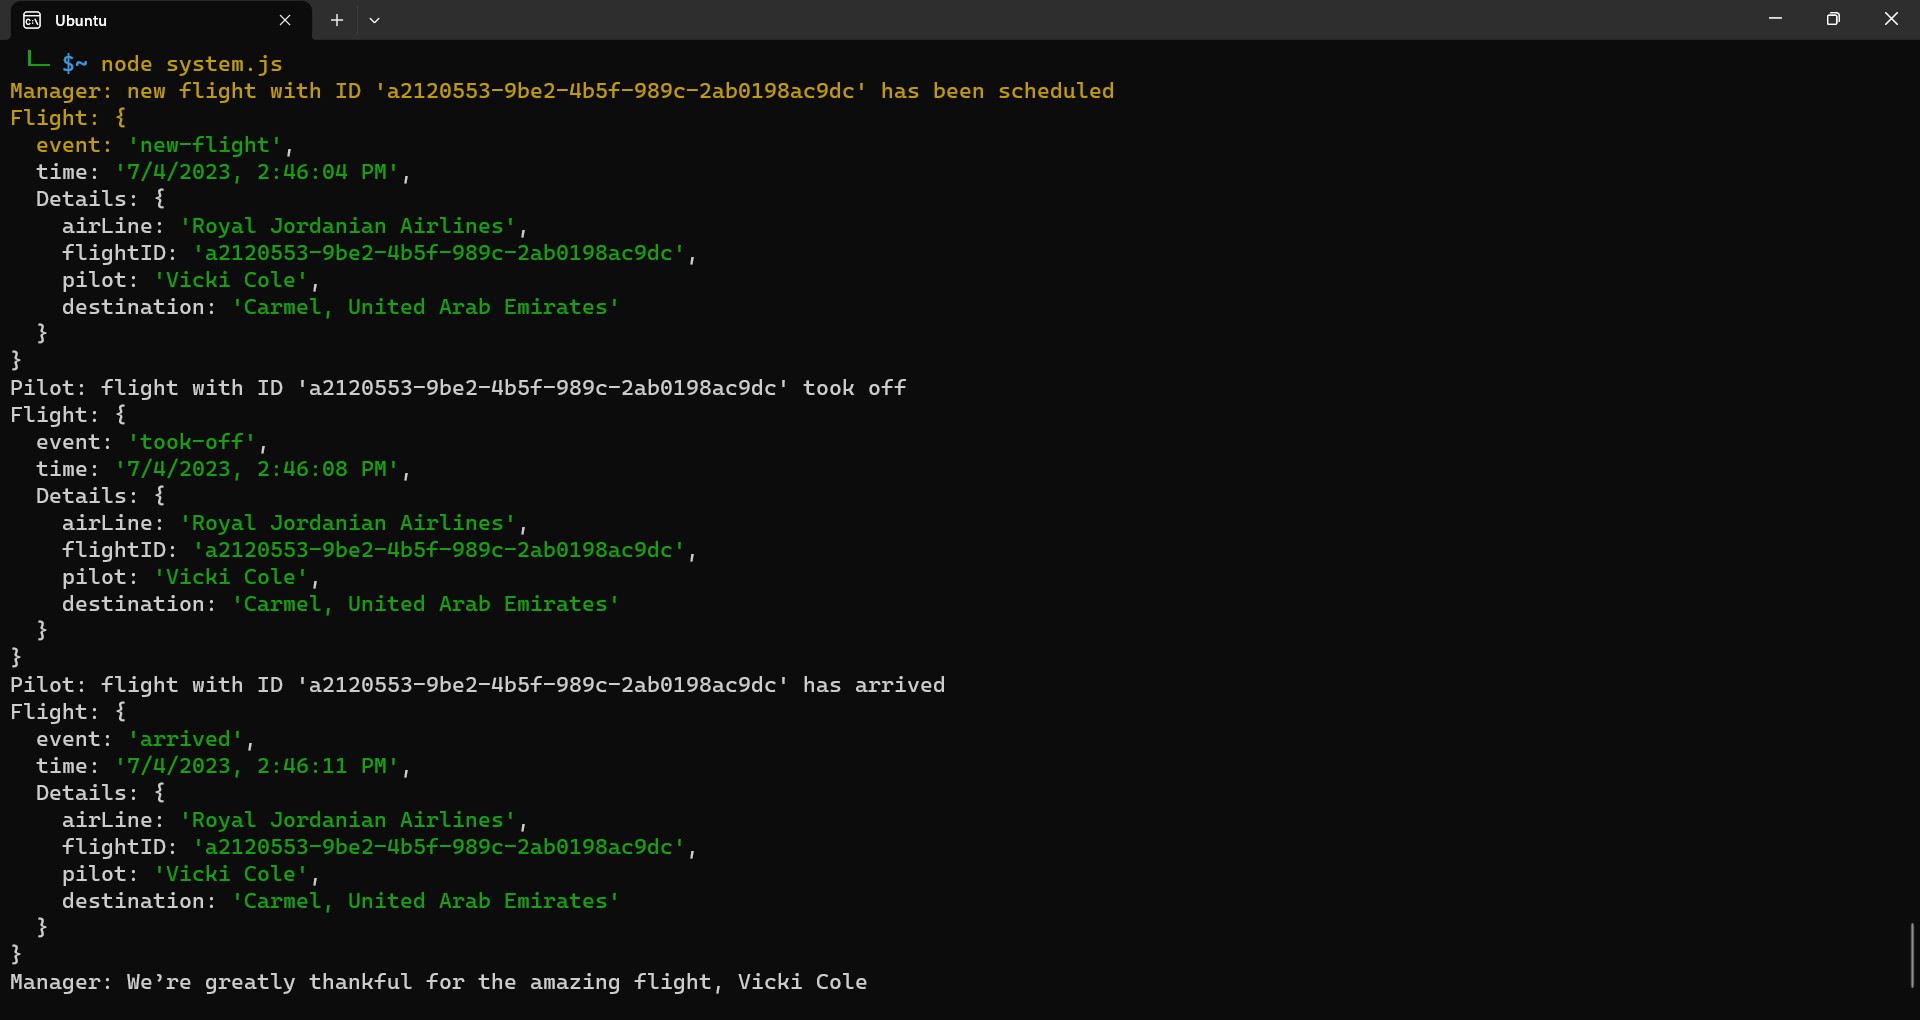 Ubuntu
└─ $~ node system.js
Manager: new flight with ID 'a2120553-9be2-4b5f-989c-2ab0198ac9dc' has been scheduled
Flight: {
  event: 'new-flight',
  time: '7/4/2023, 2:46:04 PM',
  Details: {
    airLine: 'Royal Jordanian Airlines',
    flightID: 'a2120553-9be2-4b5f-989c-2ab0198ac9dc',
    pilot: 'Vicki Cole',
    destination: 'Carmel, United Arab Emirates'
  }
}
Pilot: flight with ID 'a2120553-9be2-4b5f-989c-2ab0198ac9dc' took off
Flight: {
  event: 'took-off',
  time: '7/4/2023, 2:46:08 PM',
  Details: {
    airLine: 'Royal Jordanian Airlines',
    flightID: 'a2120553-9be2-4b5f-989c-2ab0198ac9dc',
    pilot: 'Vicki Cole',
    destination: 'Carmel, United Arab Emirates'
  }
}
Pilot: flight with ID 'a2120553-9be2-4b5f-989c-2ab0198ac9dc' has arrived
Flight: {
  event: 'arrived',
  time: '7/4/2023, 2:46:11 PM',
  Details: {
    airLine: 'Royal Jordanian Airlines',
    flightID: 'a2120553-9be2-4b5f-989c-2ab0198ac9dc',
    pilot: 'Vicki Cole',
    destination: 'Carmel, United Arab Emirates'
  }
}
Manager: We’re greatly thankful for the amazing flight, Vicki Cole